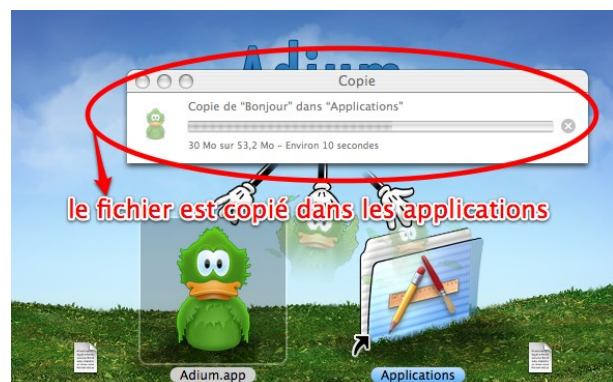 Adium
Copie
Copie de "Bonjour" dans "Applications"
30 Mo sur 53,2 Mo - Environ 10 secondes
le fichier est copié dans les applications
Adium.app
Applications